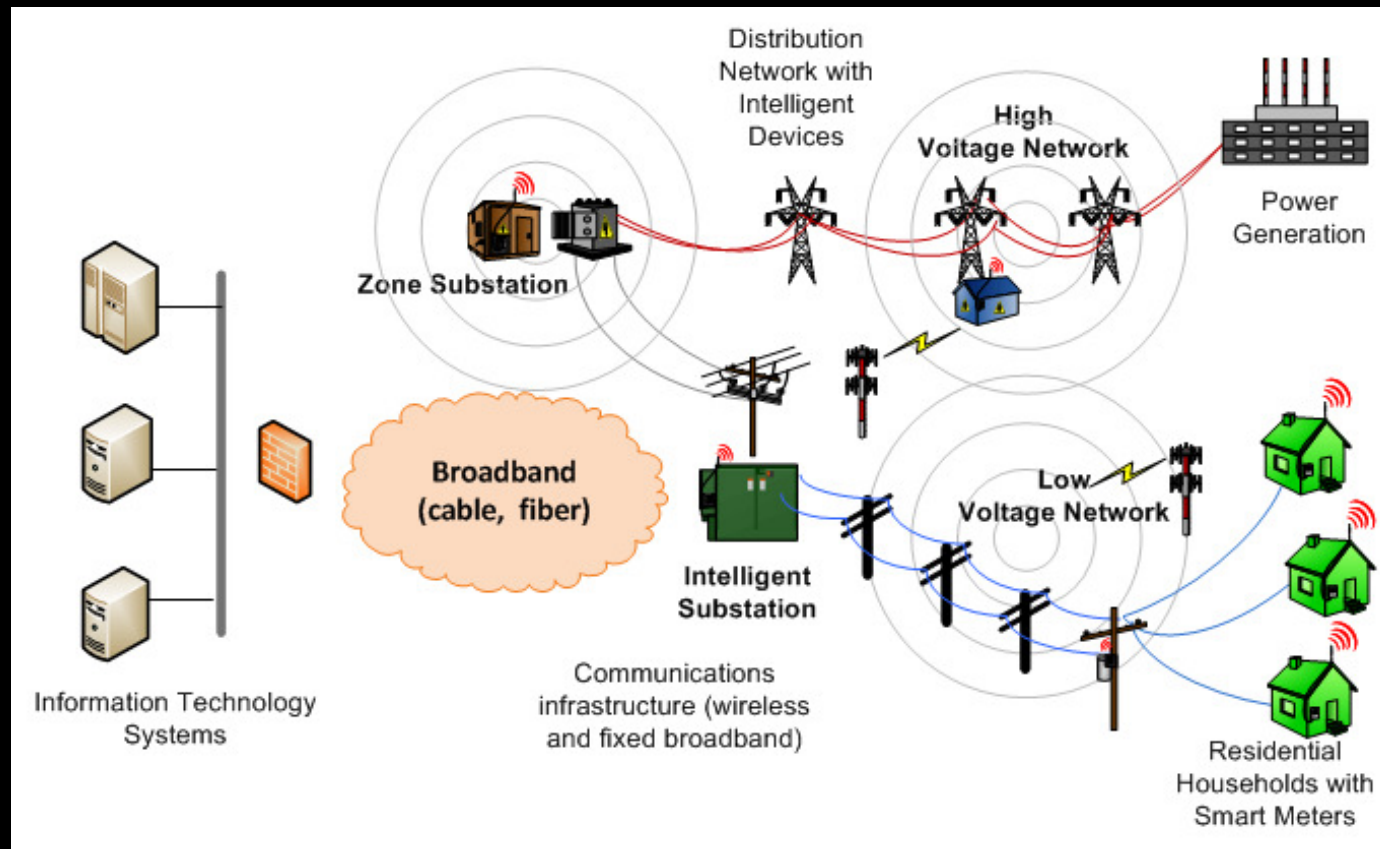 Distribution
Network with
Intelligent
Devices
High
Voltage Network
Power
Generation
Zone Substation
Broadband
(cable, fiber)
Low
Voltage Network
Intelligent
Substation
Communications
infrastructure (wireless
and fixed broadband)
Information Technology
Systems
Residential
Households with
Smart Meters